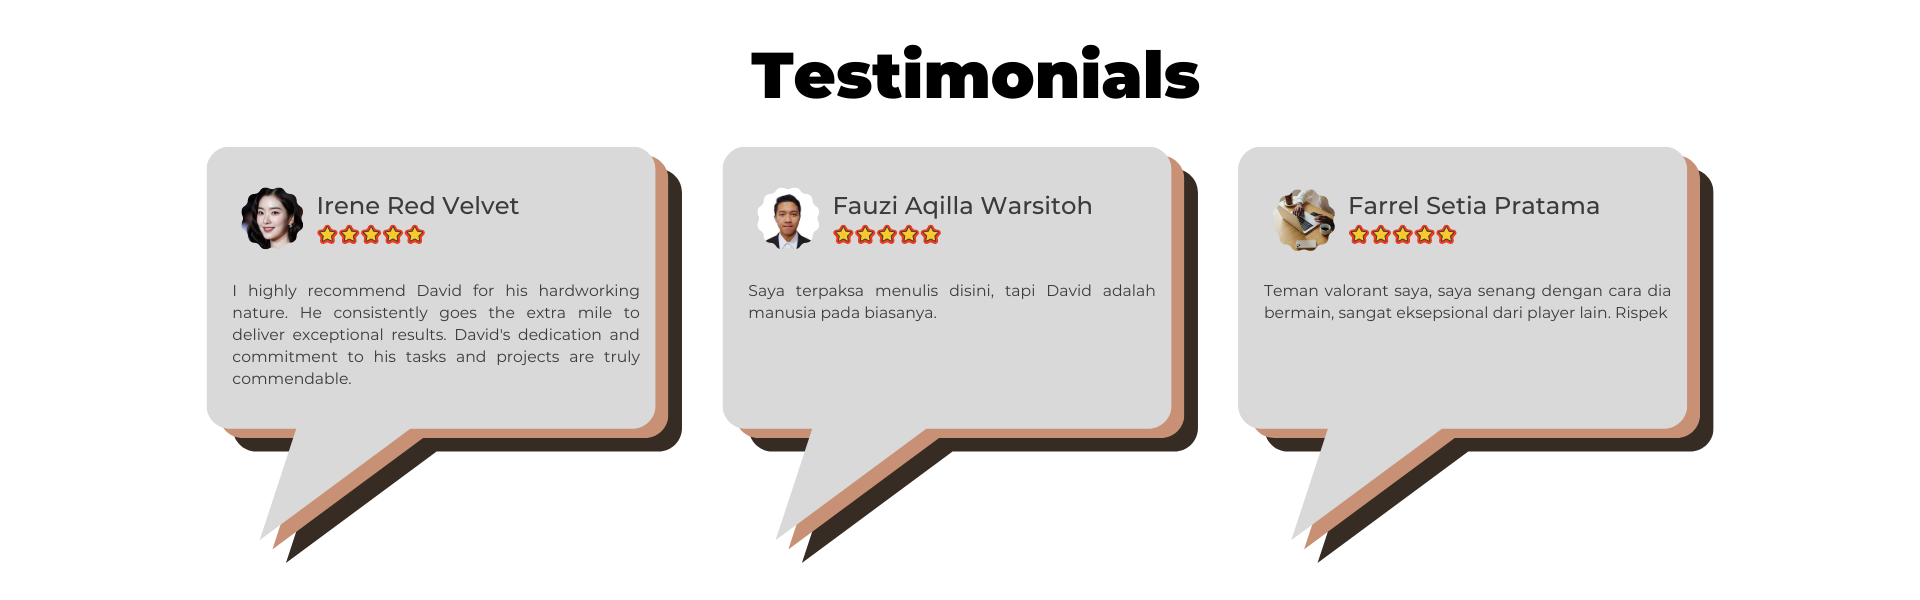 Testimonials
Irene Red Velvet
I highly recommend David for his hardworking
nature. He consistently goes the extra mile to
deliver exceptional results. David's dedication and
commitment to his tasks and projects are truly
commendable.
Fauzi Aqilla Warsitoh
Saya terpaksa menulis disini, tapi David adalah
manusia pada biasanya.
Farrel Setia Pratama
Teman valorant saya, saya senang dengan cara dia
bermain, sangat eksepsional dari player lain. Rispek